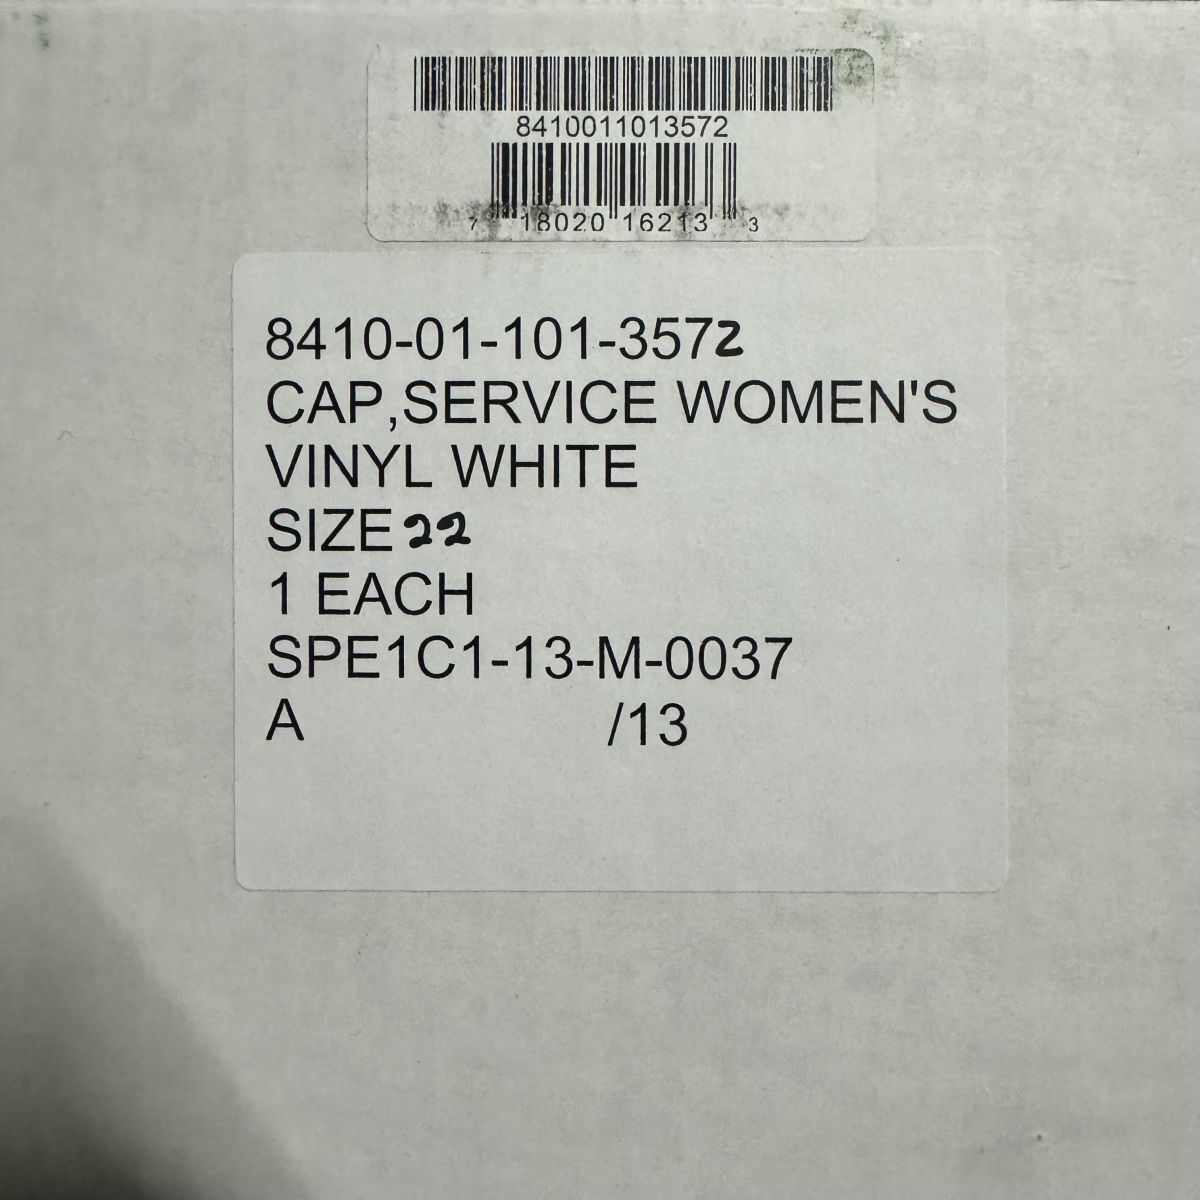 8410011013572
7 18020 16213 3
8410-01-101-3572
CAP,SERVICE WOMEN'S
VINYL WHITE
SIZE 22
1 EACH
SPE1C1-13-M-0037
A /13